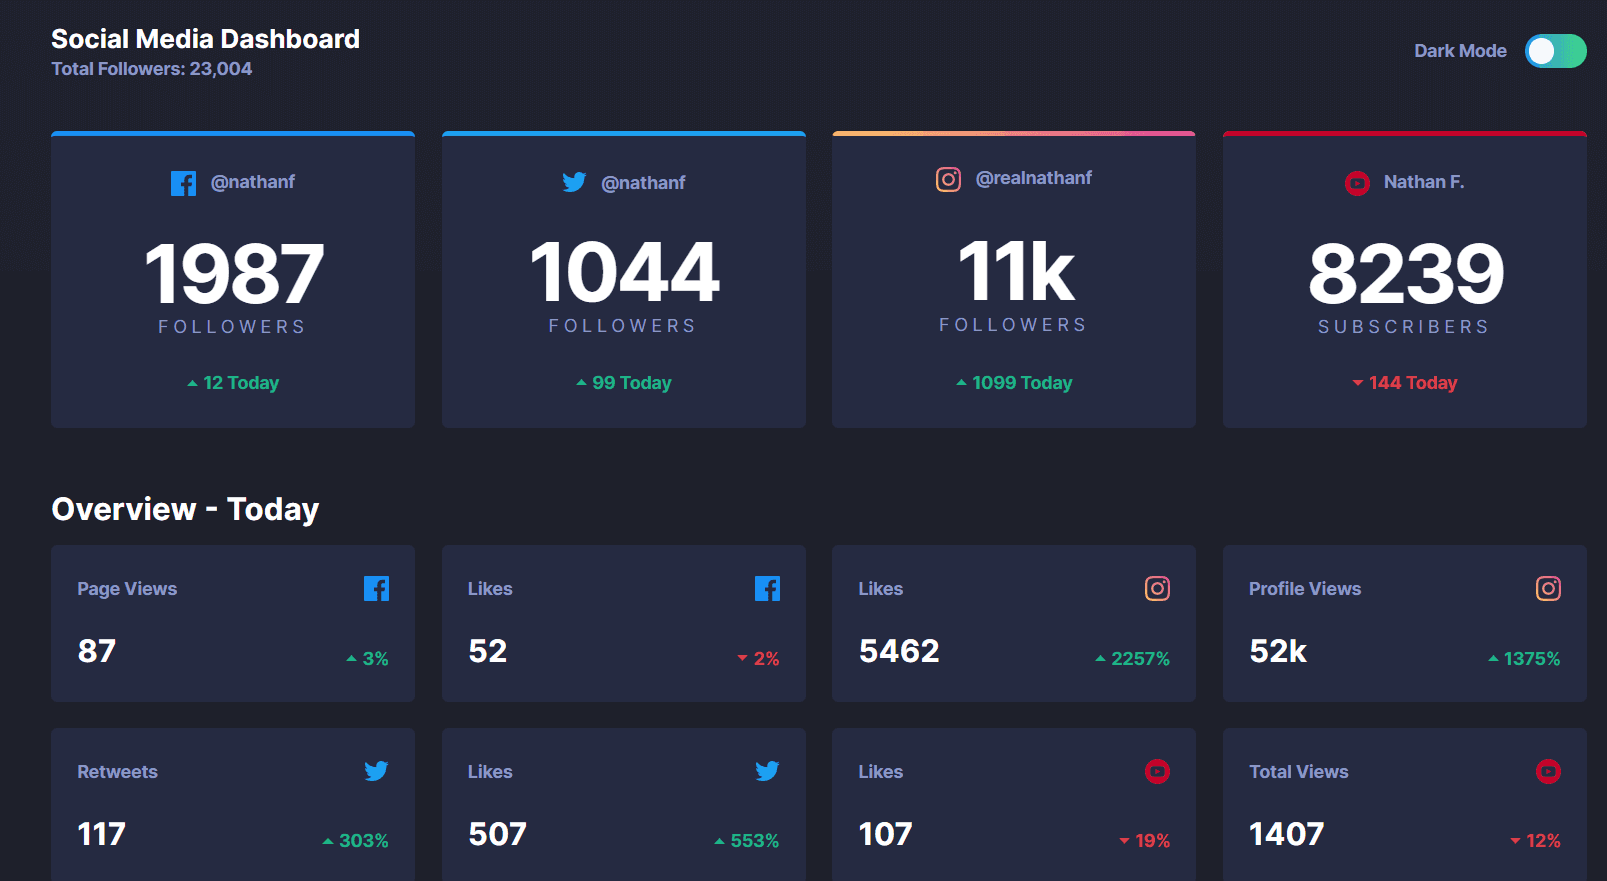 Social Media Dashboard
Total Followers: 23,004
Dark Mode
@nathanf
1987
FOLLOWERS
12 Today
@nathanf
1044
FOLLOWERS
99 Today
@realnathanf
11k
FOLLOWERS
1099 Today
Nathan F.
8239
SUBSCRIBERS
144 Today
Overview - Today
Page Views
87
3%
Likes
52
2%
Likes
5462
2257%
Profile Views
52k
1375%
Retweets
117
303%
Likes
507
553%
Likes
107
19%
Total Views
1407
12%